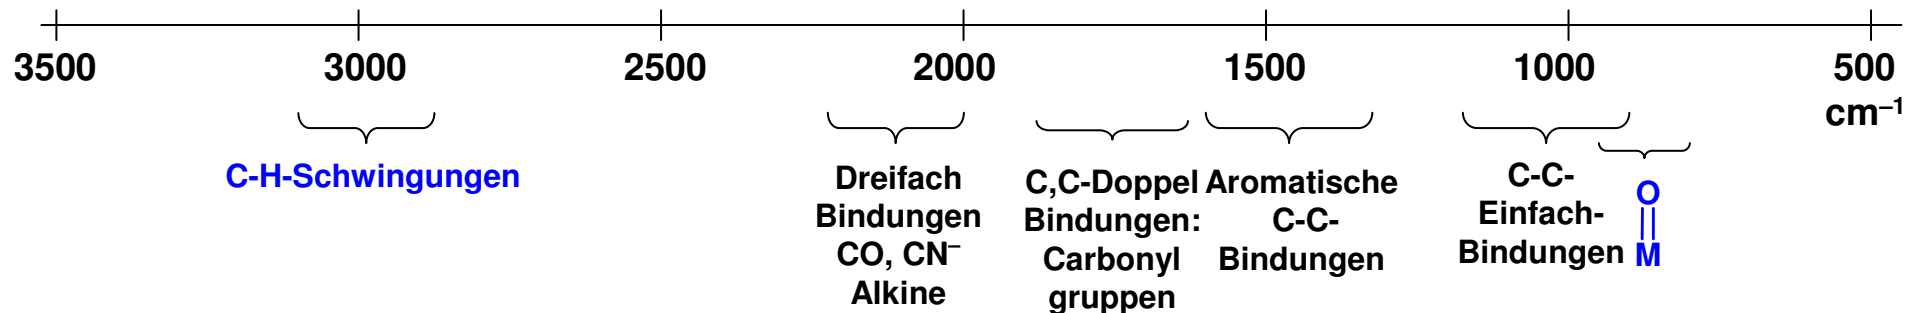 3500 3000 2500 2000 1500 1000 500
cm⁻¹
C-H-Schwingungen
Dreifach
Bindungen
CO, CN⁻
Alkine
C,C-Doppel
Bindungen:
Carbonyl
gruppen
Aromatische
C-C-
Bindungen
C-C-
Einfach-
Bindungen
O
M